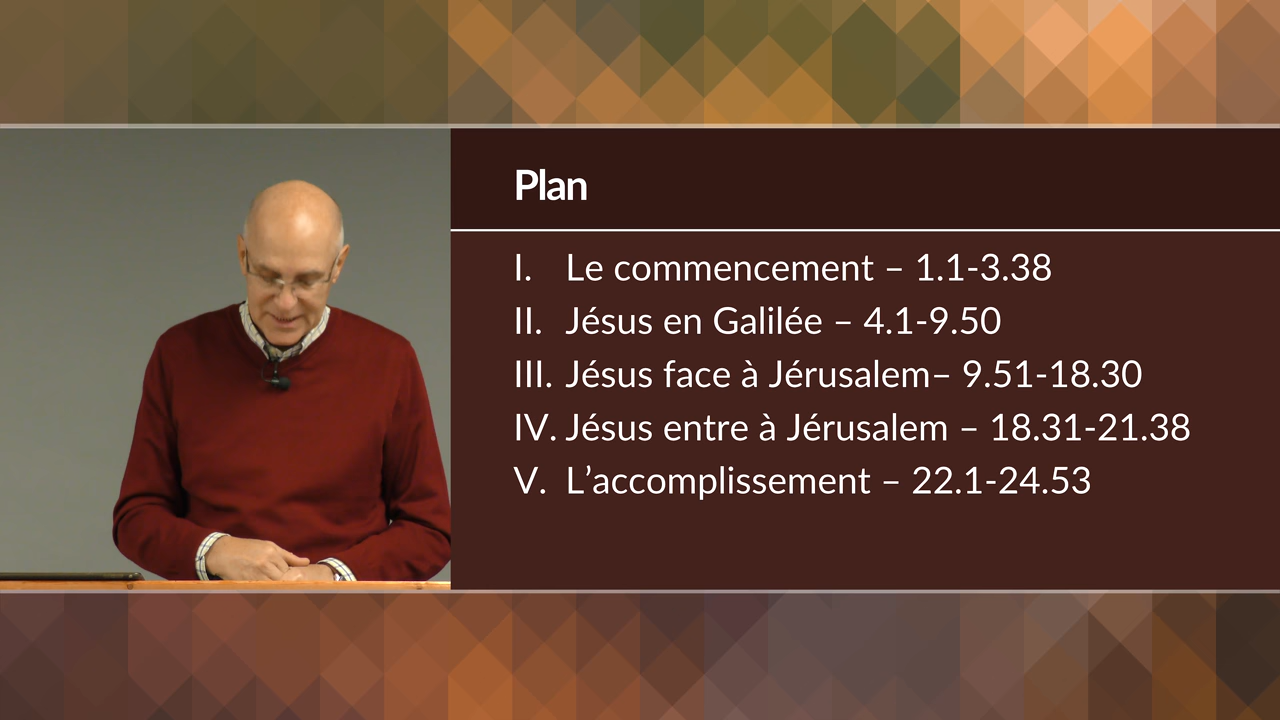 Plan
I. Le commencement – 1.1-3.38
II. Jésus en Galilée – 4.1-9.50
III. Jésus face à Jérusalem– 9.51-18.30
IV. Jésus entre à Jérusalem – 18.31-21.38
V. L’accomplissement – 22.1-24.53